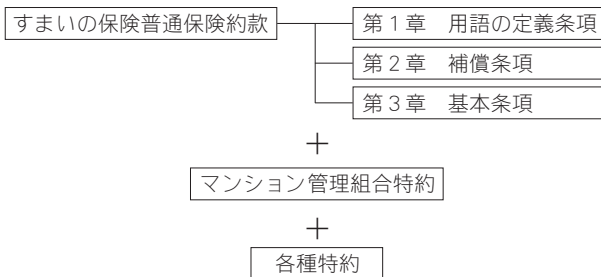 すまいの保険普通保険約款
第1章 用語の定義条項
第2章 補償条項
第3章 基本条項
+
マンション管理組合特約
+
各種特約